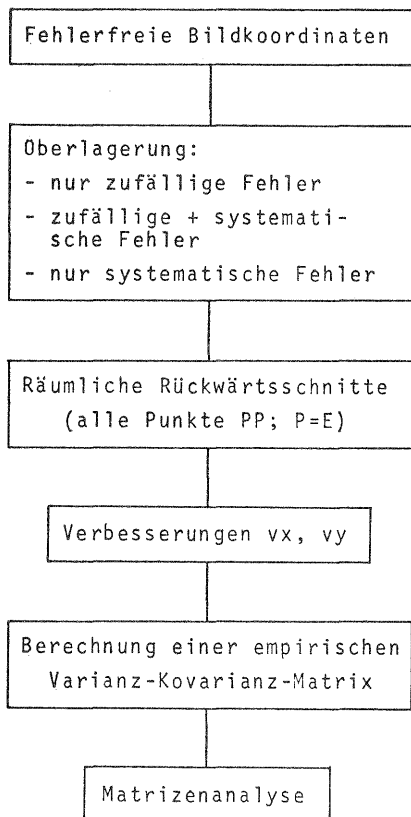 Fehlerfreie Bildkoordinaten
Oberlagerung:
- nur zufällige Fehler
- zufällige + systemati-
sche Fehler
- nur systematische Fehler
Räumliche Rückwärtsschnitte
(alle Punkte PP; P=E)
Verbesserungen vx, vy
Berechnung einer empirischen
Varianz-Kovarianz-Matrix
Matrizenanalyse